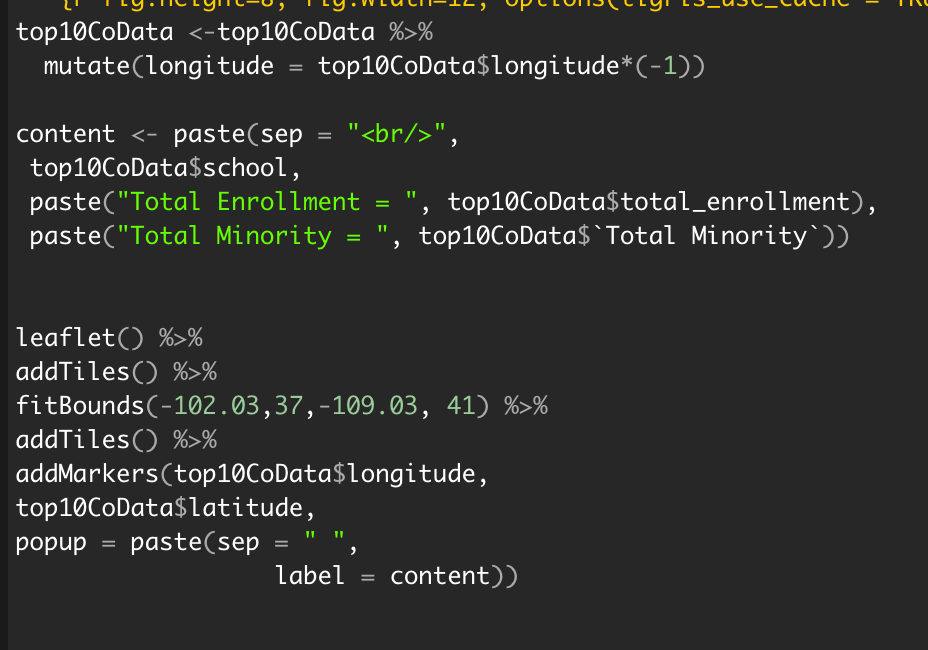 {r fig.height=8, fig.width=12, options(tigris_use_cache = TRU
top10CoData <-top10CoData %>%
  mutate(longitude = top10CoData$longitude*(-1))
content <- paste(sep = "<br/>",
 top10CoData$school,
 paste("Total Enrollment = ", top10CoData$total_enrollment),
 paste("Total Minority = ", top10CoData$`Total Minority`))
leaflet() %>%
addTiles() %>%
fitBounds(-102.03,37,-109.03, 41) %>%
addTiles() %>%
addMarkers(top10CoData$longitude,
top10CoData$latitude,
popup = paste(sep = " ",
                  label = content))